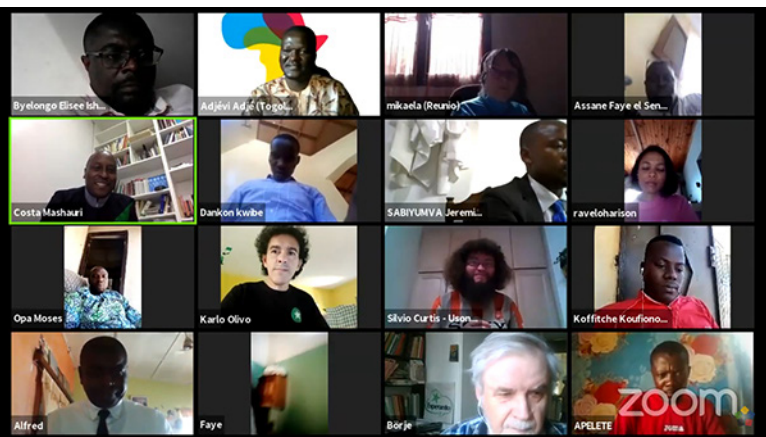 Byelongo Elisee Ish...
Adjévi Adjé (Togol...
mikaela (Reunio)
Assane Faye el Sen...
Costa Mashauri
Dankon kwibe
SABIYUMVA Jeremi...
raveloharison
Opa Moses
Karlo Olivo
Silvio Curtis - Uson...
Koffitche Koufiono...
Alfred
Faye
Börje
APELETE
zoom